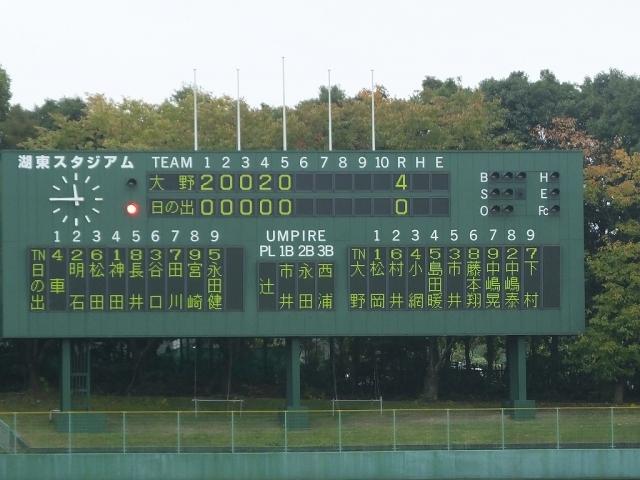 湖東スタジアム TEAM 1 2 3 4 5 6 7 8 9 10 R H E
大野 2 0 0 2 0 4
日の出 0 0 0 0 0 0
B H
S E
O Fc
1 2 3 4 5 6 7 8 9 UMPIRE 1 2 3 4 5 6 7 8 9
TN 4 2 6 1 8 3 7 9 5 PL 1B 2B 3B TN 1 6 4 3 5 8 9 2 7
日の出 車 明石 松田 神田 長井 谷口 田川 宮崎 永田健 辻 市井 永田 西浦 大野 松岡 村井 小網 島田暖 市井 藤本翔 中嶋晃 中嶋泰 下村